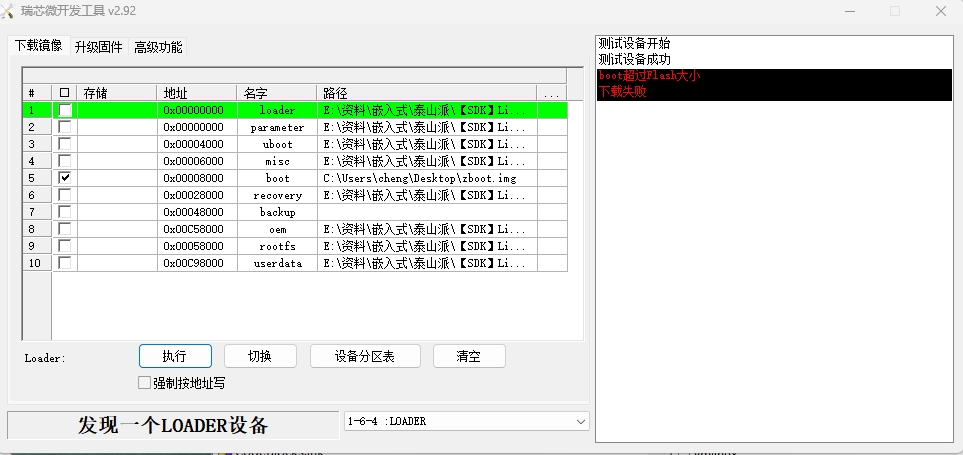 瑞芯微开发工具 v2.92
下载镜像 升级固件 高级功能
# 存储 地址 名字 路径 ...
1 0x00000000 loader E:\资料\嵌入式\泰山派\【SDK】Li...
2 0x00000000 parameter E:\资料\嵌入式\泰山派\【SDK】Li...
3 0x00004000 uboot E:\资料\嵌入式\泰山派\【SDK】Li...
4 0x00006000 misc E:\资料\嵌入式\泰山派\【SDK】Li...
5 0x00008000 boot C:\Users\cheng\Desktop\zboot.img
6 0x00028000 recovery E:\资料\嵌入式\泰山派\【SDK】Li...
7 0x00048000 backup
8 0x00C58000 oem E:\资料\嵌入式\泰山派\【SDK】Li...
9 0x00058000 rootfs E:\资料\嵌入式\泰山派\【SDK】Li...
10 0x00C98000 userdata E:\资料\嵌入式\泰山派\【SDK】Li...
Loader: 执行 切换 设备分区表 清空
强制按地址写
发现一个LOADER设备 1-6-4 :LOADER
测试设备开始
测试设备成功
boot超过Flash大小
下载失败